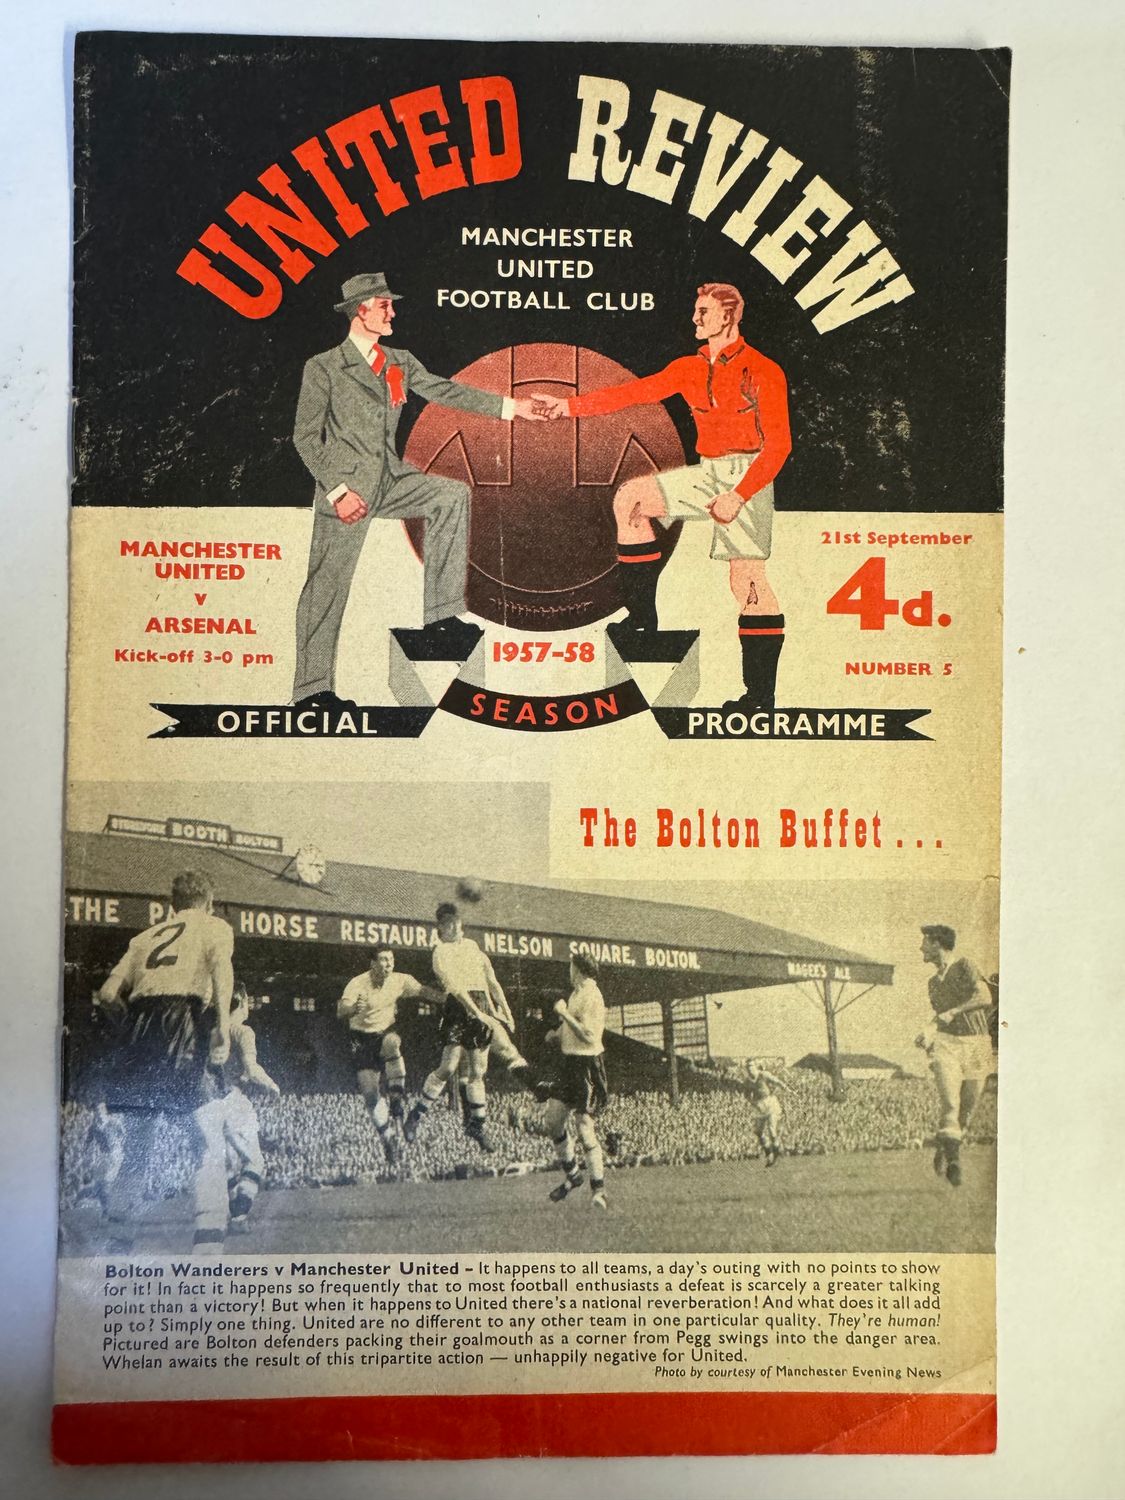 UNITED REVIEW
MANCHESTER
UNITED
FOOTBALL CLUB
MANCHESTER
UNITED
v
ARSENAL
Kick-off 3-0 pm
21st September
4d.
NUMBER 5
1957-58
SEASON
OFFICIAL
PROGRAMME
The Bolton Buffet...
BOOTH BOLTON
THE PA HORSE RESTAURA NELSON SQUARE, BOLTON.
MAGEE'S ALE
2
Bolton Wanderers v Manchester United – It happens to all teams, a day's outing with no points to show
for it! In fact it happens so frequently that to most football enthusiasts a defeat is scarcely a greater talking
point than a victory! But when it happens to United there's a national reverberation! And what does it all add
up to? Simply one thing. United are no different to any other team in one particular quality. They're human!
Pictured are Bolton defenders packing their goalmouth as a corner from Pegg swings into the danger area.
Whelan awaits the result of this tripartite action — unhappily negative for United.
Photo by courtesy of Manchester Evening News